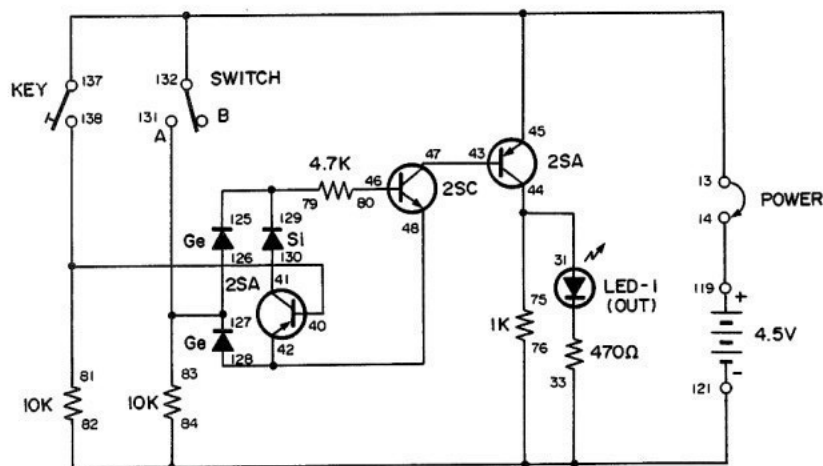 KEY
137
138
132
SWITCH
131
A
B
4.7K
79
80
46
47
2SC
48
43
45
2SA
44
13
14
POWER
125
Ge
126
129
Si
130
2SA
41
40
42
127
Ge
128
31
LED-1
(OUT)
75
1K
76
470Ω
33
119
+
4.5V
-
121
81
10K
82
83
10K
84